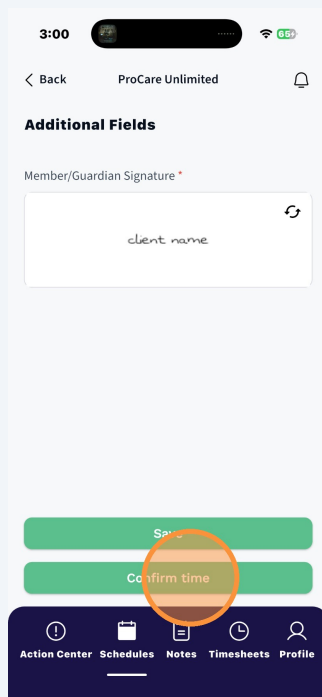 3:00
65
Back
ProCare Unlimited
Additional Fields
Member/Guardian Signature *
client name
Save
Confirm time
Action Center
Schedules
Notes
Timesheets
Profile